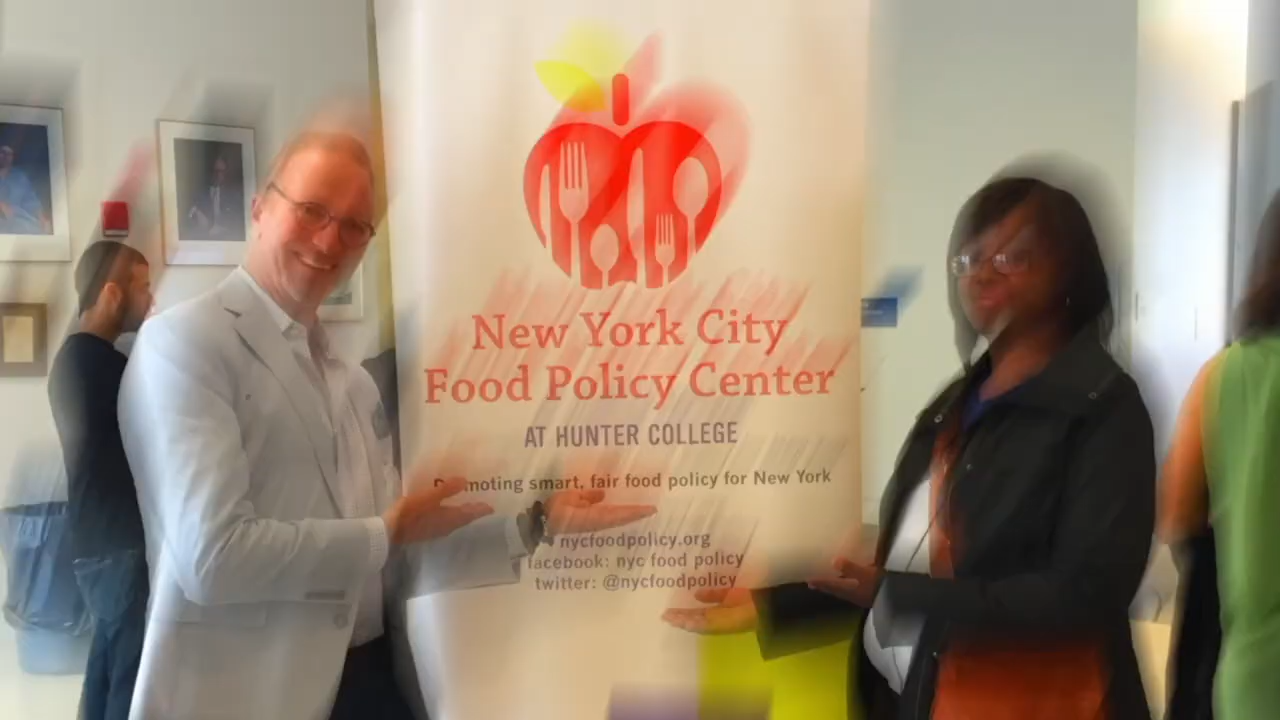 New York City
Food Policy Center
AT HUNTER COLLEGE
Promoting smart, fair food policy for New York
nycfoodpolicy.org
facebook: nyc food policy
twitter: @nycfoodpolicy